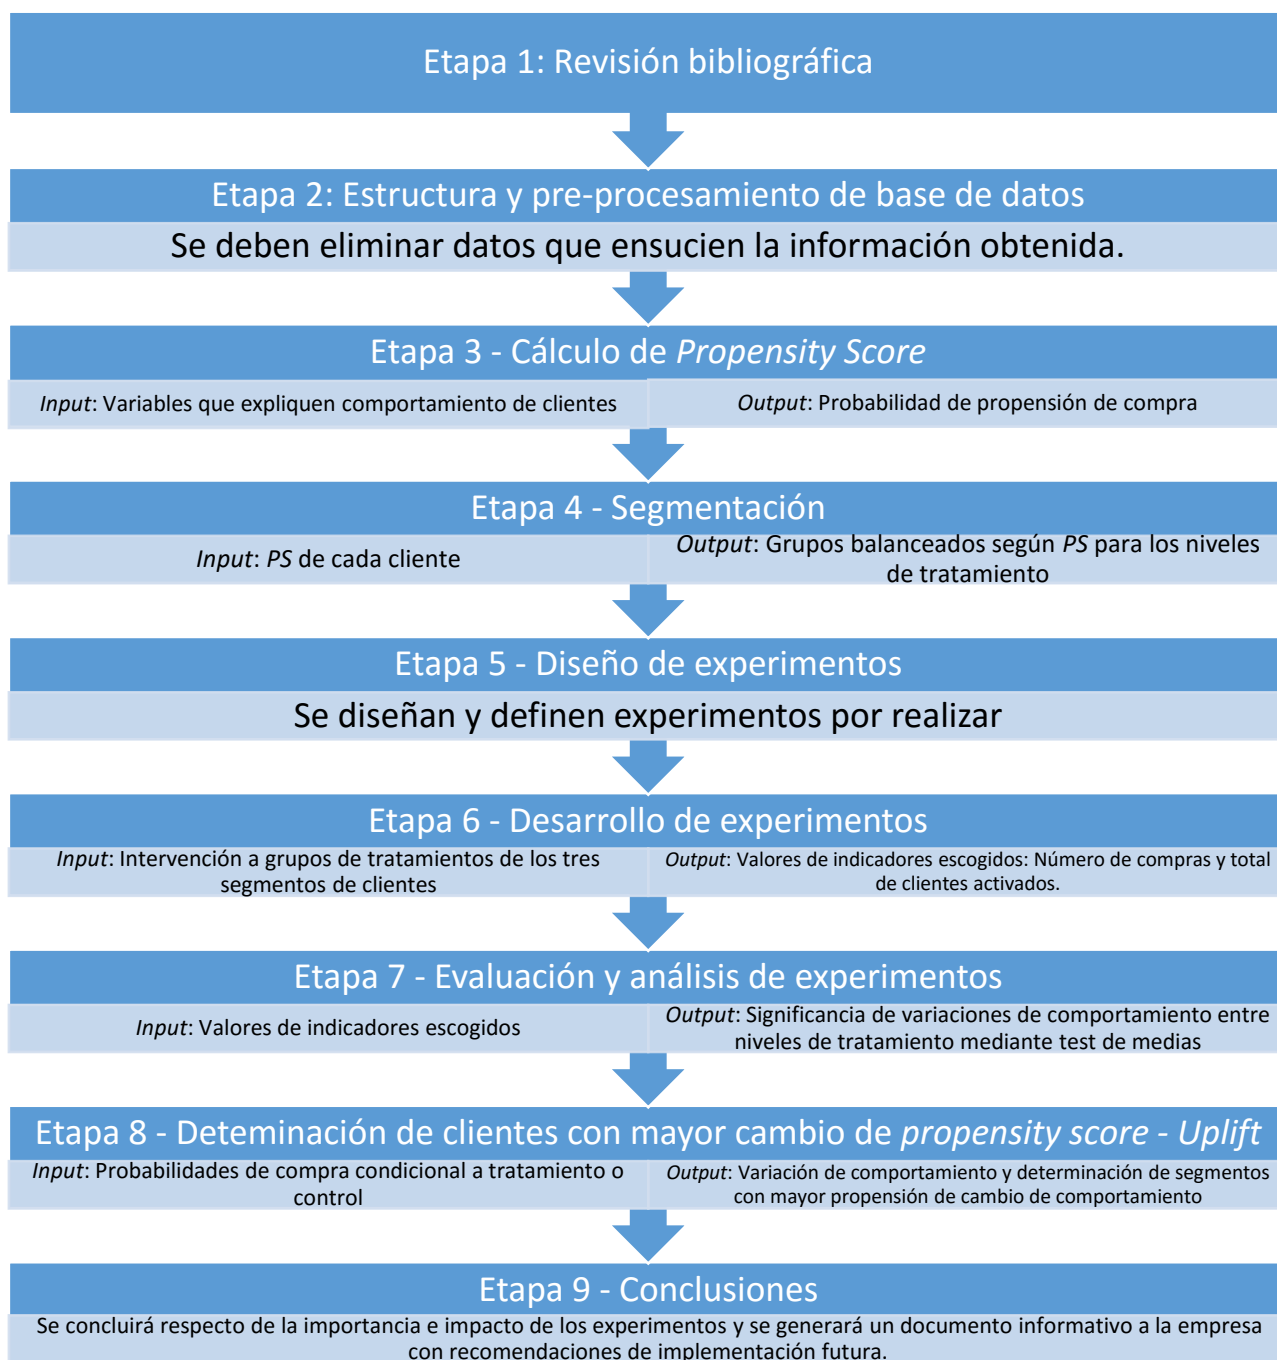 Etapa 1: Revisión bibliográfica
Etapa 2: Estructura y pre-procesamiento de base de datos
Se deben eliminar datos que ensucien la información obtenida.
Etapa 3 - Cálculo de Propensity Score
Input: Variables que expliquen comportamiento de clientes
Output: Probabilidad de propensión de compra
Etapa 4 - Segmentación
Input: PS de cada cliente
Output: Grupos balanceados según PS para los niveles
de tratamiento
Etapa 5 - Diseño de experimentos
Se diseñan y definen experimentos por realizar
Etapa 6 - Desarrollo de experimentos
Input: Intervención a grupos de tratamientos de los tres
segmentos de clientes
Output: Valores de indicadores escogidos: Número de compras y total
de clientes activados.
Etapa 7 - Evaluación y análisis de experimentos
Input: Valores de indicadores escogidos
Output: Significancia de variaciones de comportamiento entre
niveles de tratamiento mediante test de medias
Etapa 8 - Deteminación de clientes con mayor cambio de propensity score - Uplift
Input: Probabilidades de compra condicional a tratamiento o
control
Output: Variación de comportamiento y determinación de segmentos
con mayor propensión de cambio de comportamiento
Etapa 9 - Conclusiones
Se concluirá respecto de la importancia e impacto de los experimentos y se generará un documento informativo a la empresa
con recomendaciones de implementación futura.